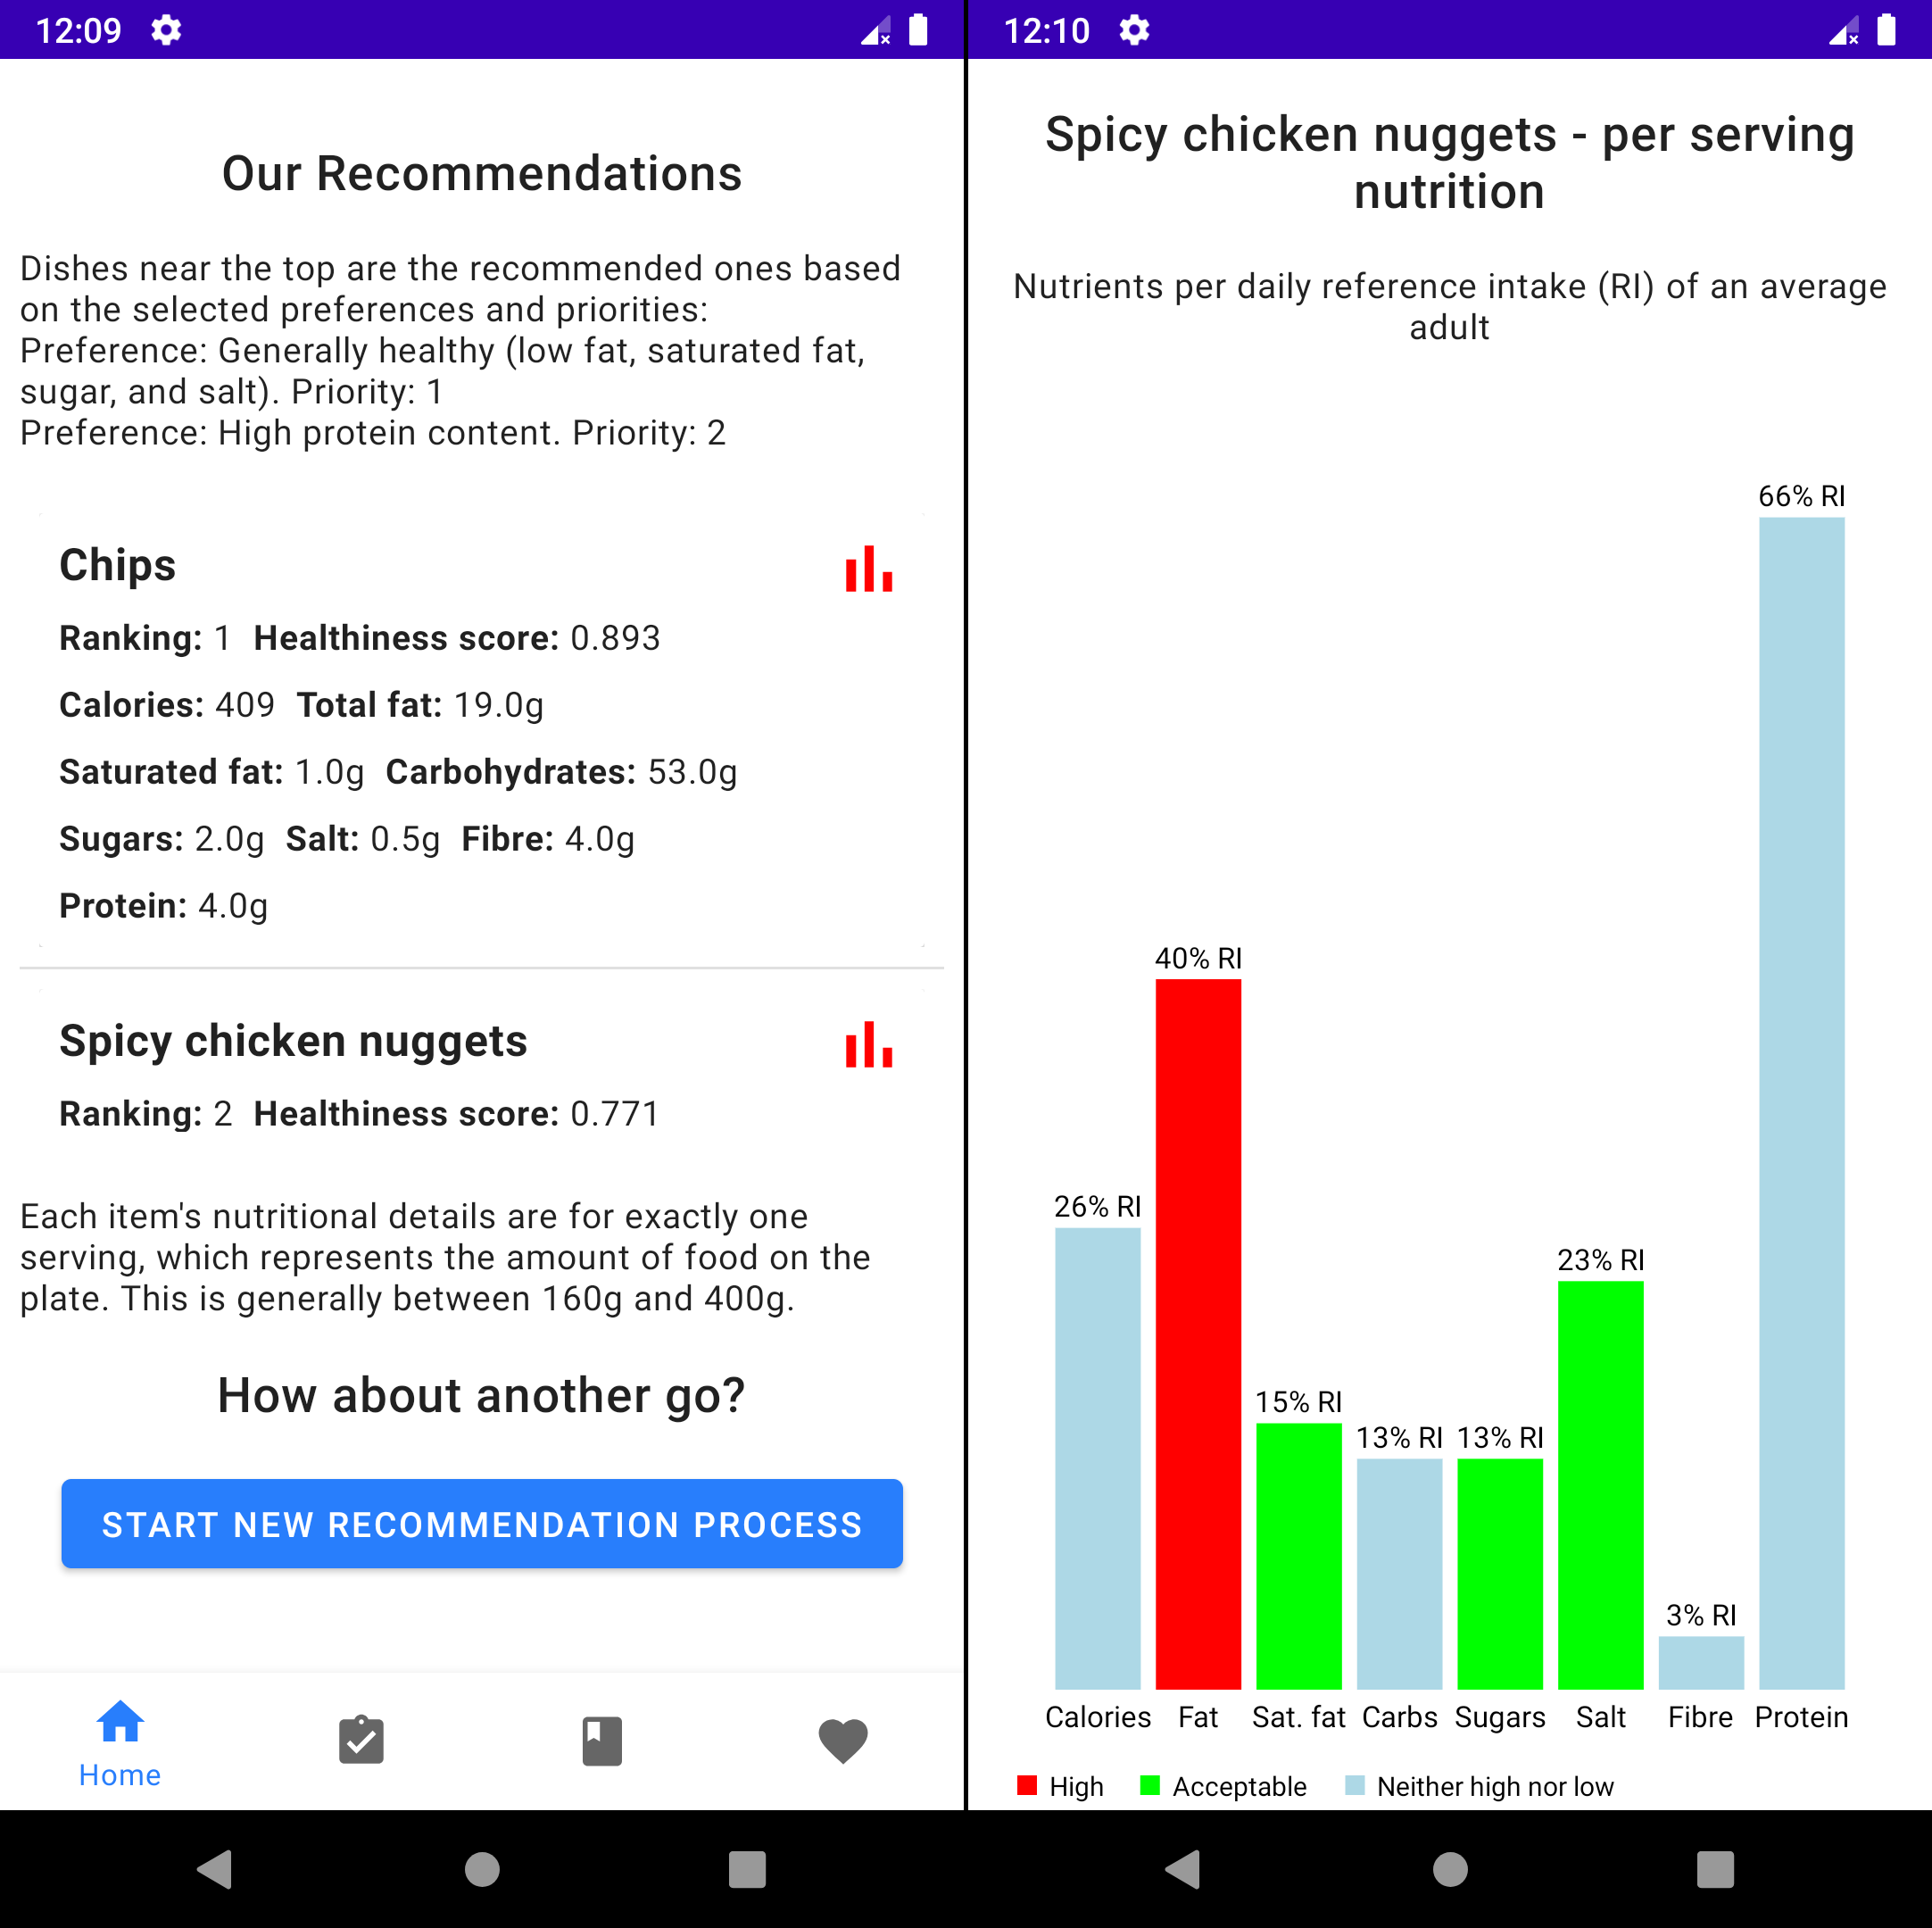 12:09
Our Recommendations
Dishes near the top are the recommended ones based
on the selected preferences and priorities:
Preference: Generally healthy (low fat, saturated fat,
sugar, and salt). Priority: 1
Preference: High protein content. Priority: 2
Chips
Ranking: 1 Healthiness score: 0.893
Calories: 409 Total fat: 19.0g
Saturated fat: 1.0g Carbohydrates: 53.0g
Sugars: 2.0g Salt: 0.5g Fibre: 4.0g
Protein: 4.0g
Spicy chicken nuggets
Ranking: 2 Healthiness score: 0.771
Each item's nutritional details are for exactly one
serving, which represents the amount of food on the
plate. This is generally between 160g and 400g.
How about another go?
START NEW RECOMMENDATION PROCESS
Home
12:10
Spicy chicken nuggets - per serving
nutrition
Nutrients per daily reference intake (RI) of an average
adult
66% RI
40% RI
26% RI
23% RI
15% RI
13% RI 13% RI
3% RI
Calories Fat Sat. fat Carbs Sugars Salt Fibre Protein
High Acceptable Neither high nor low